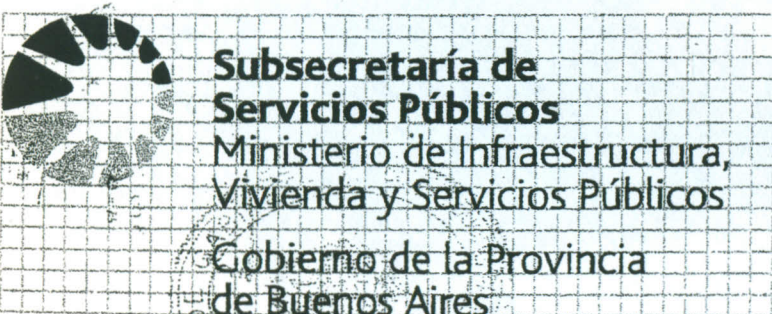 Subsecretaría de
Servicios Públicos
Ministerio de Infraestructura,
Vivienda y Servicios Públicos
Gobierno de la Provincia
de Buenos Aires